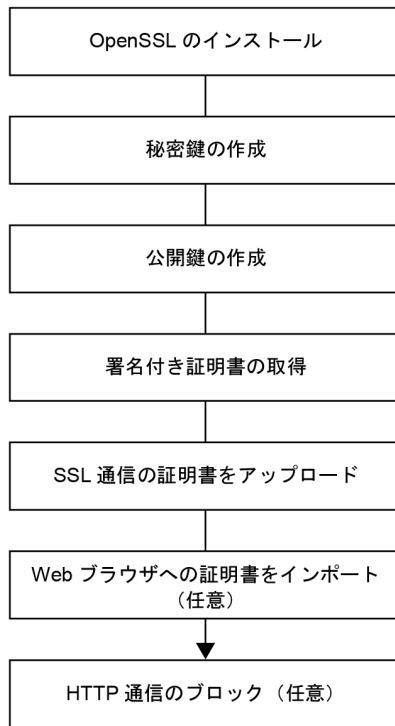 OpenSSL のインストール
秘密鍵の作成
公開鍵の作成
署名付き証明書の取得
SSL 通信の証明書をアップロード
Web ブラウザへの証明書をインポート
（任意）
HTTP 通信のブロック（任意）